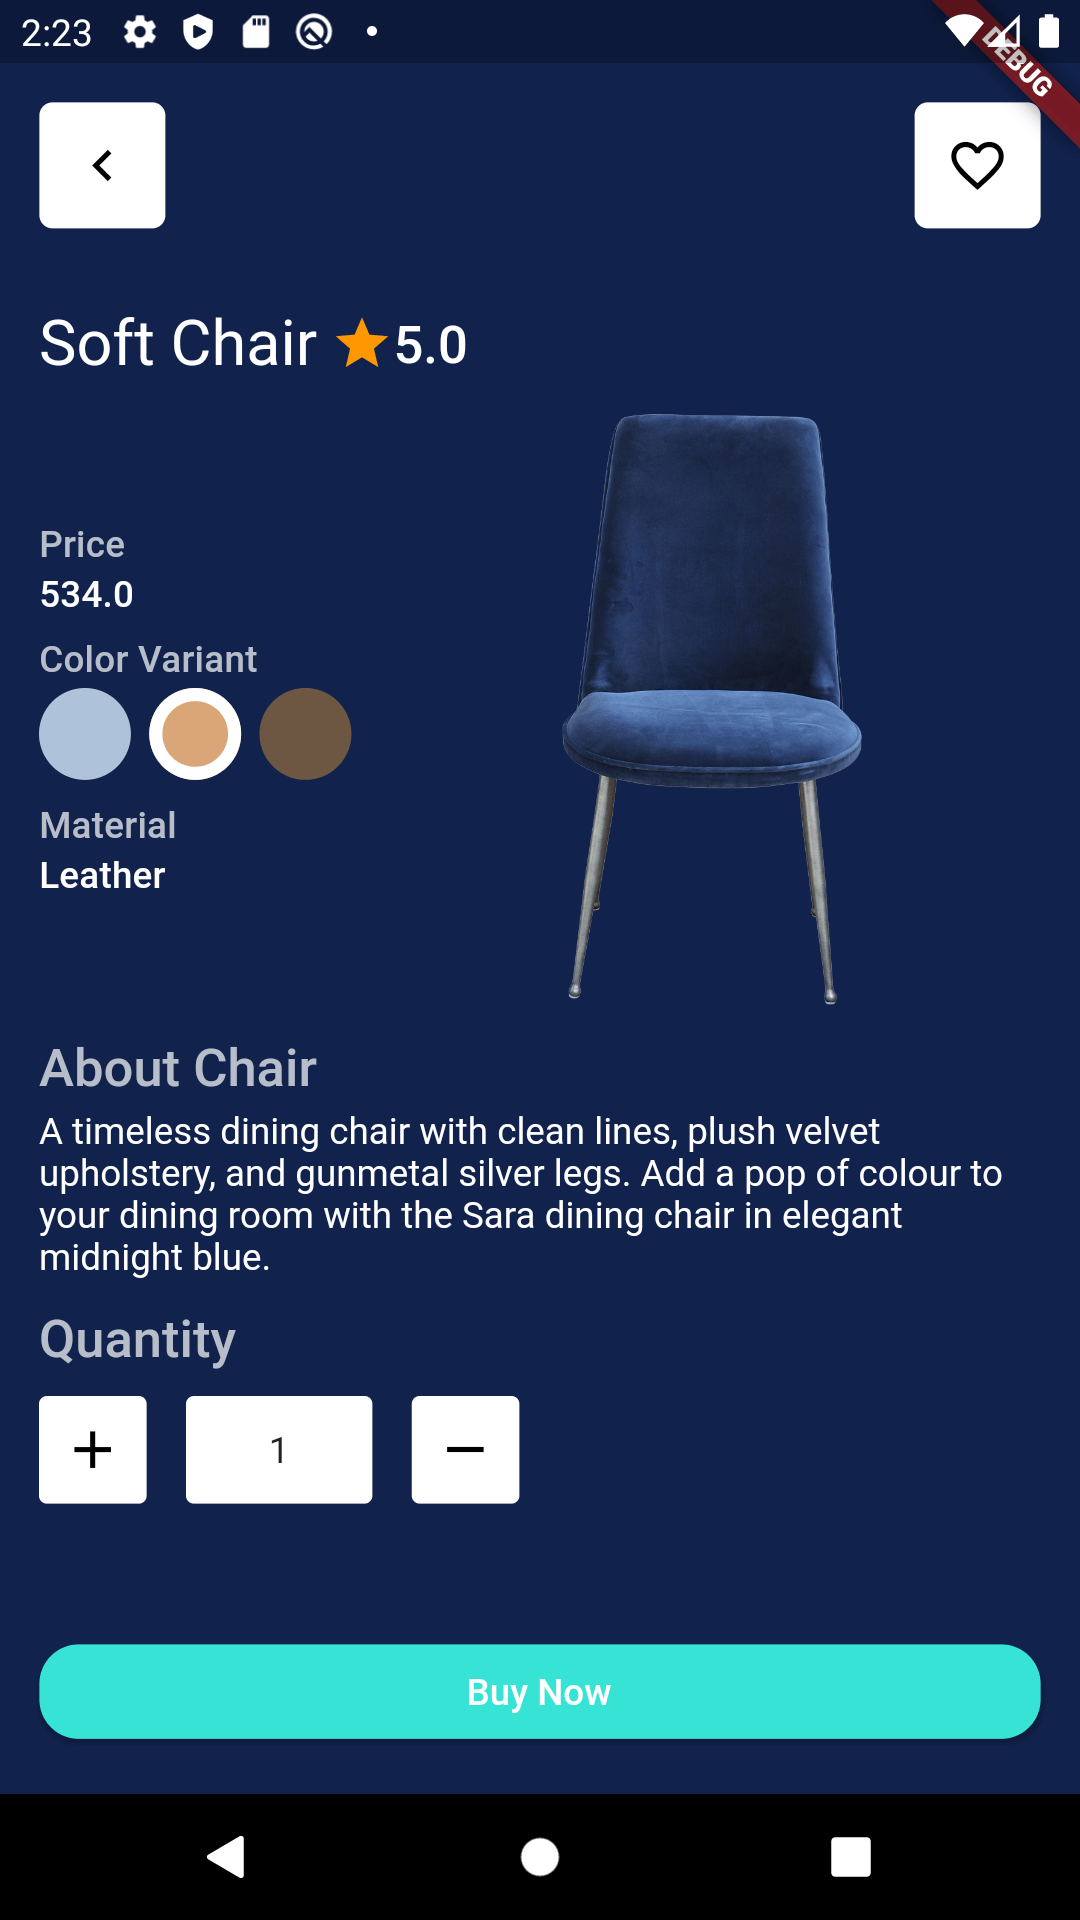 2:23
DEBUG
Soft Chair 5.0
Price
534.0
Color Variant
Material
Leather
About Chair
A timeless dining chair with clean lines, plush velvet
upholstery, and gunmetal silver legs. Add a pop of colour to
your dining room with the Sara dining chair in elegant
midnight blue.
Quantity
1
Buy Now